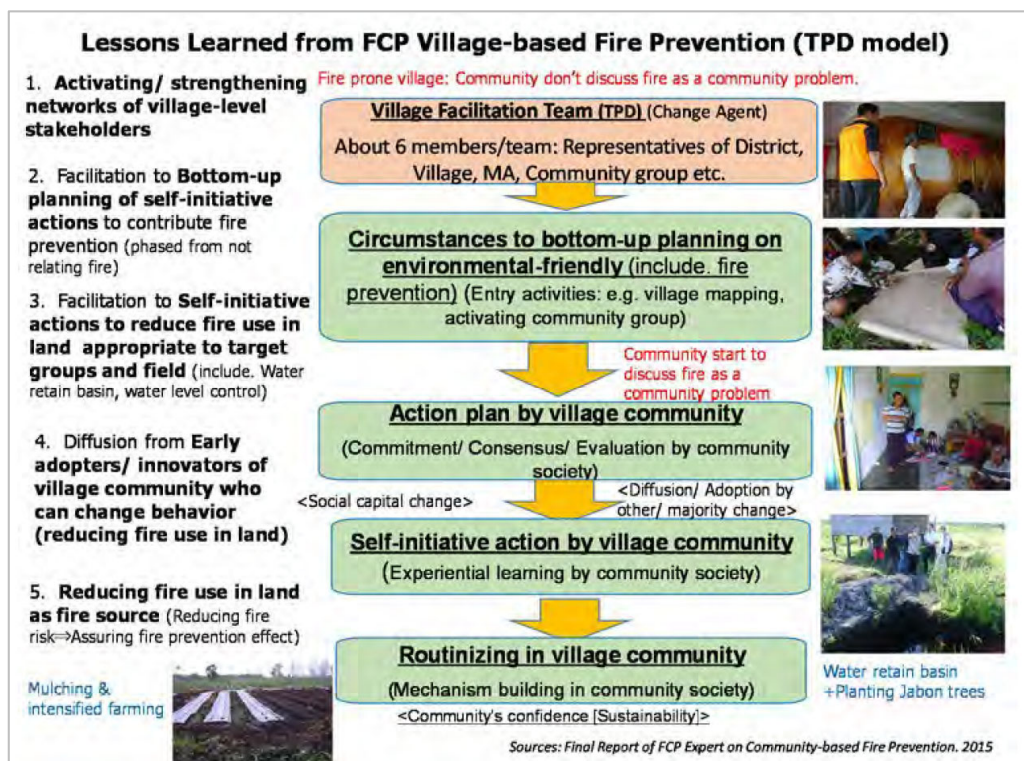 Lessons Learned from FCP Village-based Fire Prevention (TPD model)
1. Activating/ strengthening
networks of village-level
stakeholders
2. Facilitation to Bottom-up
planning of self-initiative
actions to contribute fire
prevention (phased from not
relating fire)
3. Facilitation to Self-initiative
actions to reduce fire use in
land appropriate to target
groups and field (include. Water
retain basin, water level control)
4. Diffusion from Early
adopters/ innovators of
village community who
can change behavior
(reducing fire use in land)
5. Reducing fire use in land
as fire source (Reducing fire
risk⇒Assuring fire prevention effect)
Mulching &
intensified farming
Fire prone village: Community don't discuss fire as a community problem.
Village Facilitation Team (TPD) (Change Agent)
About 6 members/team: Representatives of District,
Village, MA, Community group etc.
Circumstances to bottom-up planning on
environmental-friendly (include. fire
prevention) (Entry activities: e.g. village mapping,
activating community group)
Community start to
discuss fire as a
community problem
Action plan by village community
(Commitment/ Consensus/ Evaluation by community
society)
<Social capital change>
<Diffusion/ Adoption by
other/ majority change>
Self-initiative action by village community
(Experiential learning by community society)
Routinizing in village community
(Mechanism building in community society)
<Community's confidence [Sustainability]>
Water retain basin
+Planting Jabon trees
Sources: Final Report of FCP Expert on Community-based Fire Prevention. 2015